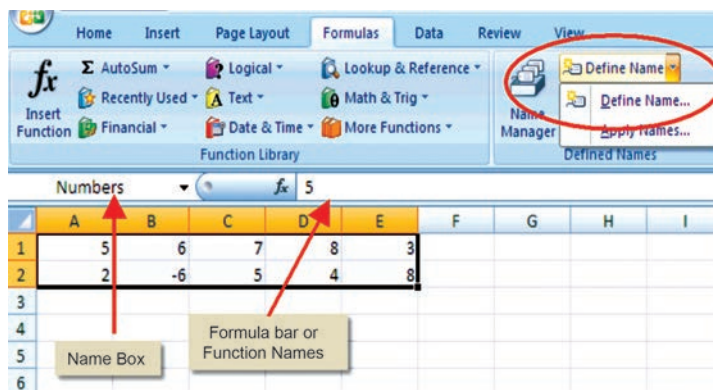 Home Insert Page Layout Formulas Data Review View
fx Σ AutoSum Logical Lookup & Reference Define Name
Recently Used Text Math & Trig Define Name...
Insert Function Financial Date & Time More Functions Name Manager Apply Names...
Function Library Defined Names
Numbers fx 5
A B C D E F G H I
1 5 6 7 8 3
2 2 -6 5 4 8
3
4
5
6
Name Box
Formula bar or
Function Names